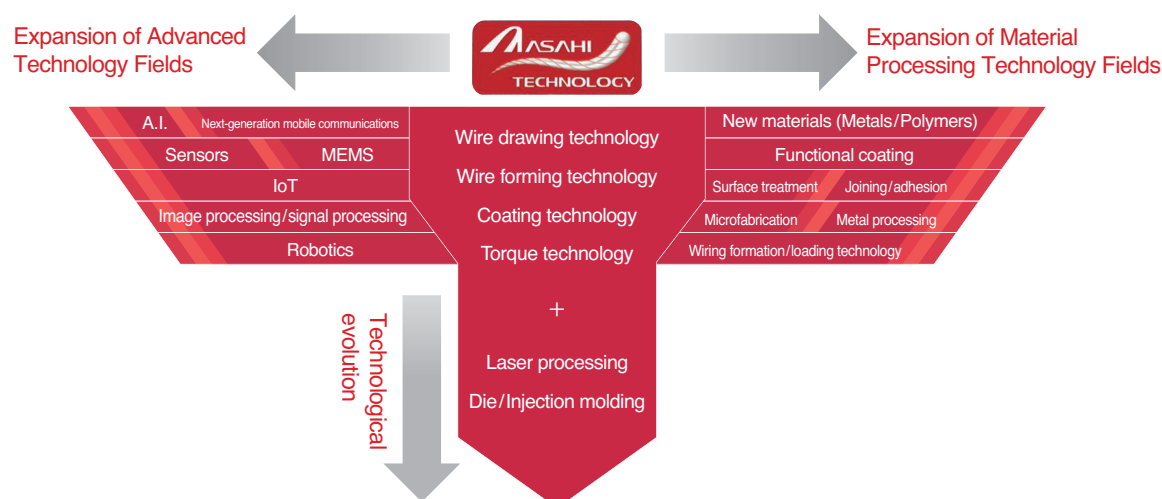 Expansion of Advanced
Technology Fields
ASAHI
TECHNOLOGY
Expansion of Material
Processing Technology Fields
A.I.
Next-generation mobile communications
Sensors
MEMS
IoT
Image processing/signal processing
Robotics
Wire drawing technology
Wire forming technology
Coating technology
Torque technology
+
Laser processing
Die/Injection molding
New materials (Metals/Polymers)
Functional coating
Surface treatment
Joining/adhesion
Microfabrication
Metal processing
Wiring formation/loading technology
Technological
evolution